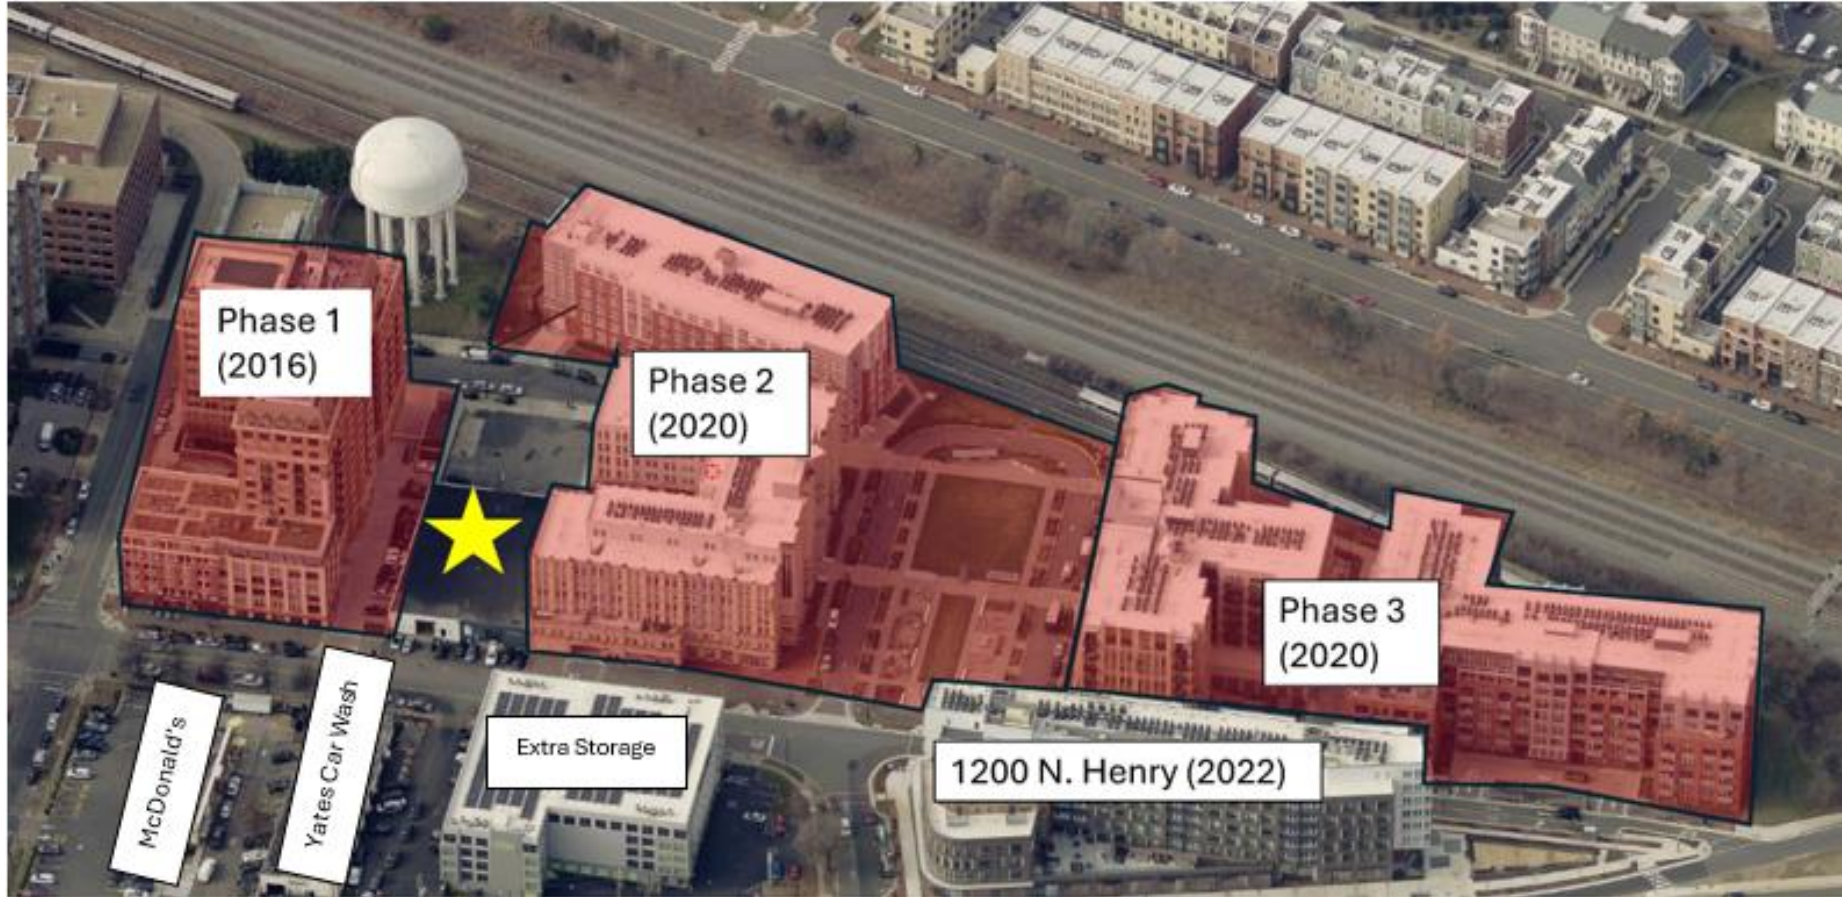 Phase 1
(2016)
Phase 2
(2020)
Phase 3
(2020)
McDonald's
Yates Car Wash
Extra Storage
1200 N. Henry (2022)